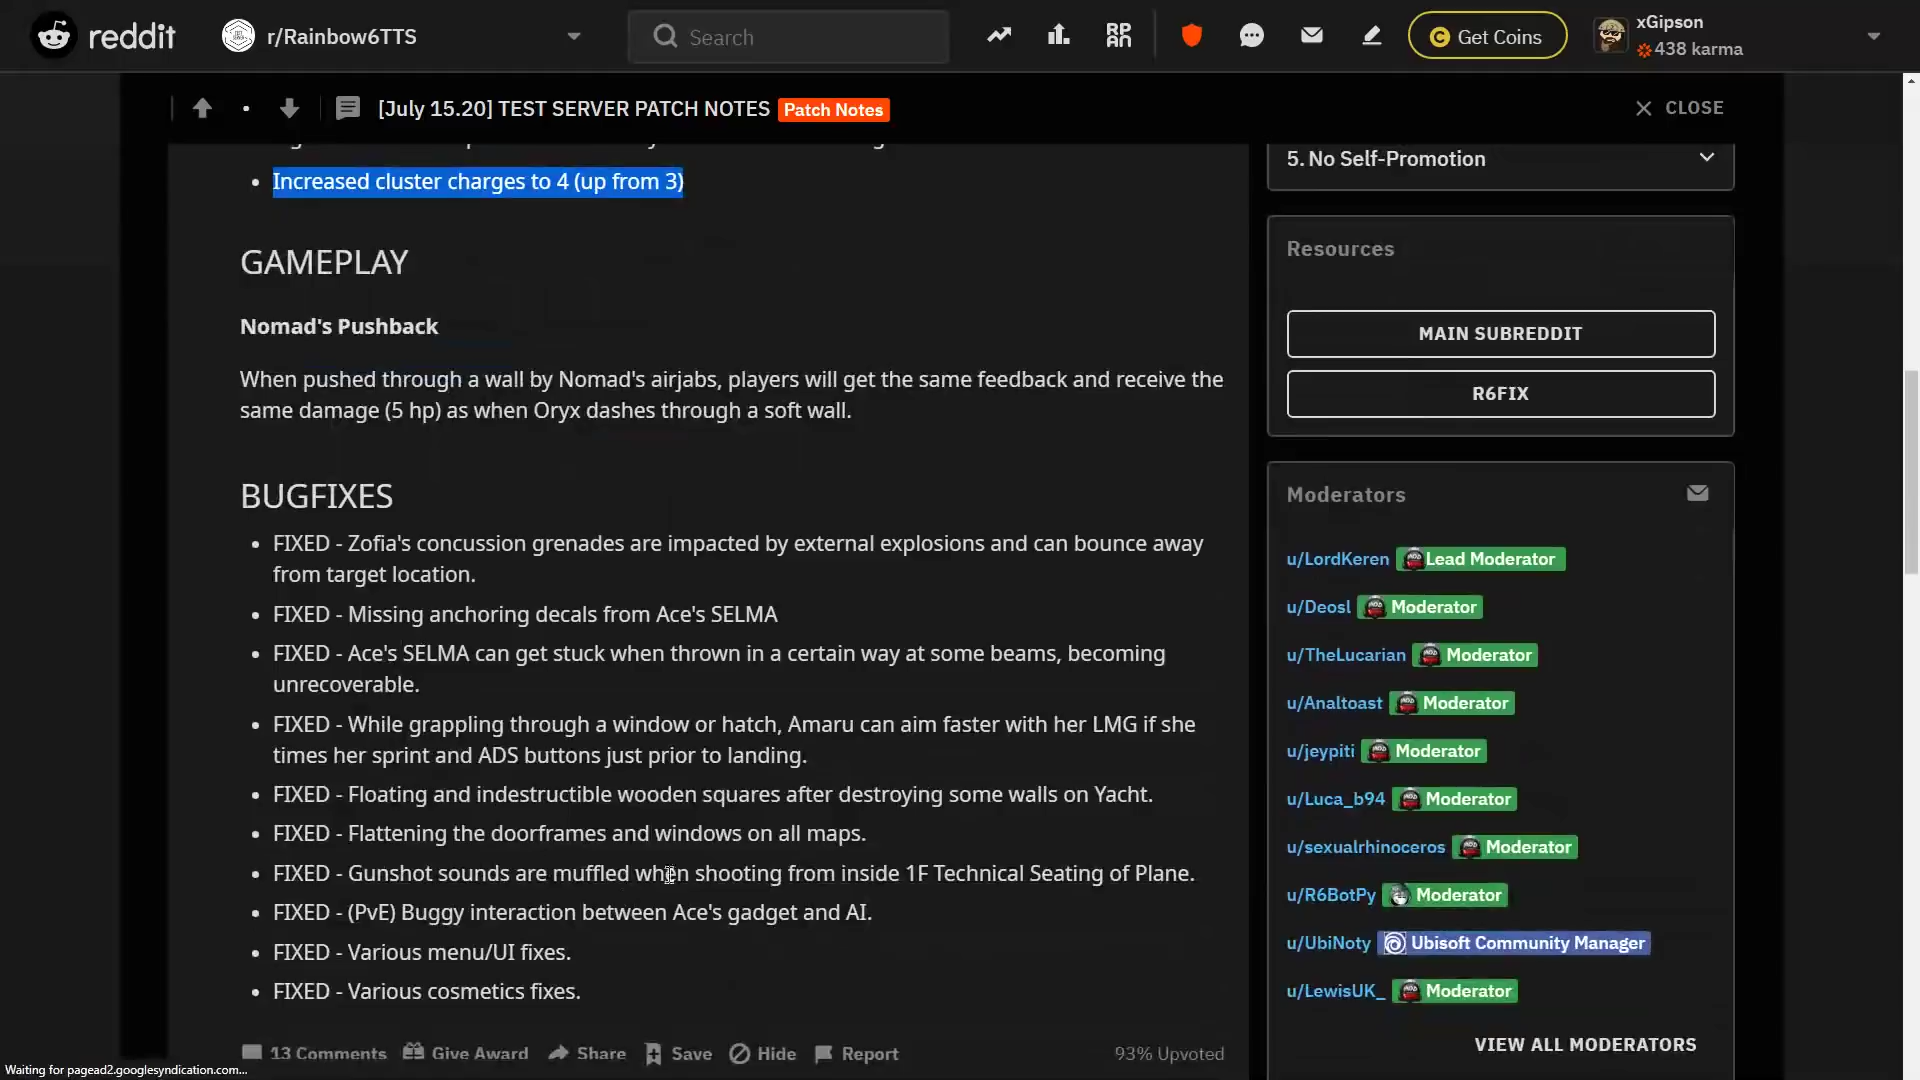 reddit
r/Rainbow6TTS
Search
Get Coins
xGipson
438 karma
[July 15.20] TEST SERVER PATCH NOTES Patch Notes
CLOSE
Increased cluster charges to 4 (up from 3)
GAMEPLAY
Nomad's Pushback
When pushed through a wall by Nomad's airjabs, players will get the same feedback and receive the
same damage (5 hp) as when Oryx dashes through a soft wall.
BUGFIXES
FIXED - Zofia's concussion grenades are impacted by external explosions and can bounce away
from target location.
FIXED - Missing anchoring decals from Ace's SELMA
FIXED - Ace's SELMA can get stuck when thrown in a certain way at some beams, becoming
unrecoverable.
FIXED - While grappling through a window or hatch, Amaru can aim faster with her LMG if she
times her sprint and ADS buttons just prior to landing.
FIXED - Floating and indestructible wooden squares after destroying some walls on Yacht.
FIXED - Flattening the doorframes and windows on all maps.
FIXED - Gunshot sounds are muffled when shooting from inside 1F Technical Seating of Plane.
FIXED - (PvE) Buggy interaction between Ace's gadget and AI.
FIXED - Various menu/UI fixes.
FIXED - Various cosmetics fixes.
13 Comments Give Award Share Save Hide Report 93% Upvoted
5. No Self-Promotion
Resources
MAIN SUBREDDIT
R6FIX
Moderators
u/LordKeren Lead Moderator
u/Deosl Moderator
u/TheLucarian Moderator
u/Analtoast Moderator
u/jeypiti Moderator
u/Luca_b94 Moderator
u/sexualrhinoceros Moderator
u/R6BotPy Moderator
u/UbiNoty Ubisoft Community Manager
u/LewisUK_ Moderator
VIEW ALL MODERATORS
Waiting for pagead2.googlesyndication.com...